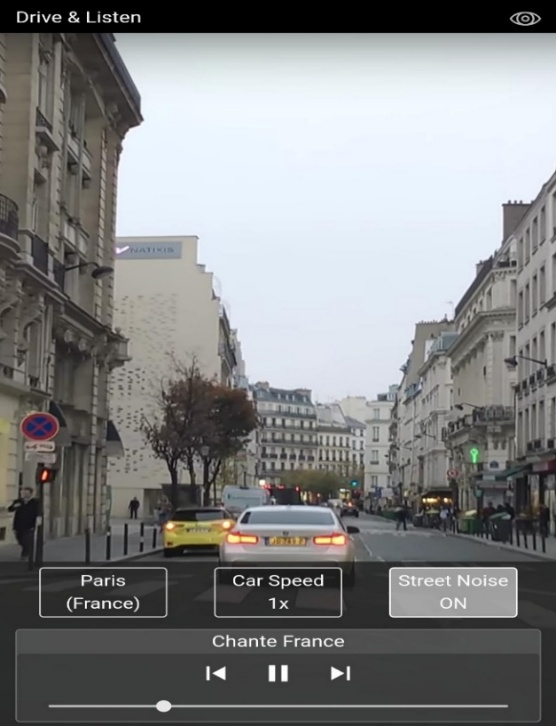 Drive & Listen
NATIXIS
Paris
(France)
Car Speed
1x
Street Noise
ON
Chante France